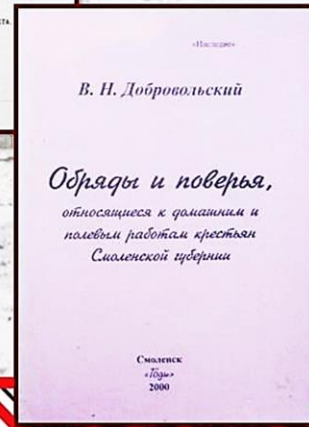 «Наследие»
В. Н. Добровольский
Обряды и поверья,
относящиеся к домашним и
полевым работам крестьян
Смоленской губернии
Смоленск
«Годы»
2000